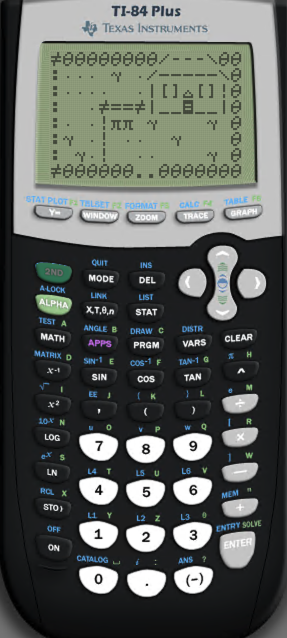 TI-84 Plus
TEXAS INSTRUMENTS
≠θθθθθθθ/---\θθ
STAT PLOT F1 TBLSET F2 FORMAT F3 CALC F4 TABLE F5
Y= WINDOW ZOOM TRACE GRAPH
QUIT INS
2ND MODE DEL
A-LOCK LINK LIST
ALPHA X,T,θ,n STAT
TEST A ANGLE B DRAW C DISTR
MATH APPS PRGM VARS CLEAR
MATRIX D SIN⁻¹ E COS⁻¹ F TAN⁻¹ G π H
x⁻¹ SIN COS TAN ^
√ I EE J { K } L e M
x² , ( ) ÷
10ˣ N u O v P w Q [ R
LOG 7 8 9 ×
eˣ S L4 T L5 U L6 V ] W
LN 4 5 6 −
RCL X L1 Y L2 Z L3 θ MEM "
STO› 1 2 3 +
OFF CATALOG ␣ i : ANS ? ENTRY SOLVE
ON 0 . (-) ENTER